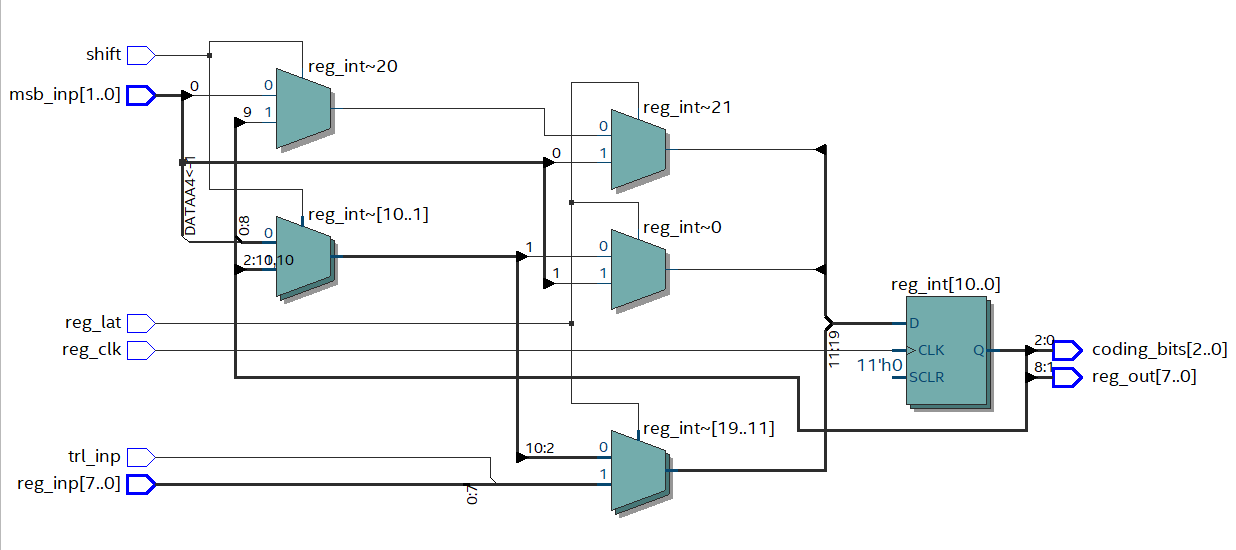 shift
reg_int~20
msb_inp[1..0]
0
0
9
1
reg_int~21
0
0
1
DATAA4<-1
reg_int~[10..1]
0:8
0
2:10
10
reg_int~0
1
0
1
1
reg_int[10..0]
reg_lat
reg_clk
D
CLK
Q
11'h0
SCLR
11:19
2:0
coding_bits[2..0]
8:1
reg_out[7..0]
reg_int~[19..11]
trl_inp
10:2
0
reg_inp[7..0]
1
0:7